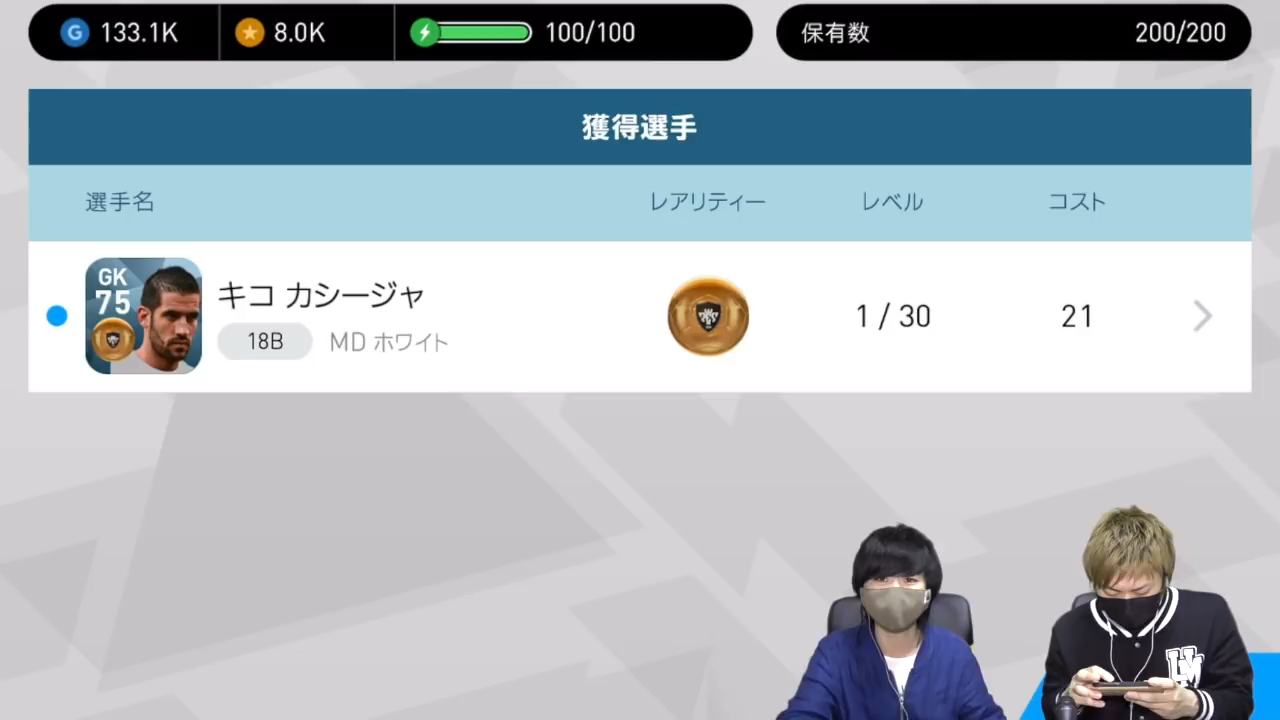 G 133.1K 8.0K 100/100 保有数 200/200
獲得選手
選手名 レアリティー レベル コスト
GK
75
キコ カシージャ
18B MD ホワイト
1 / 30 21